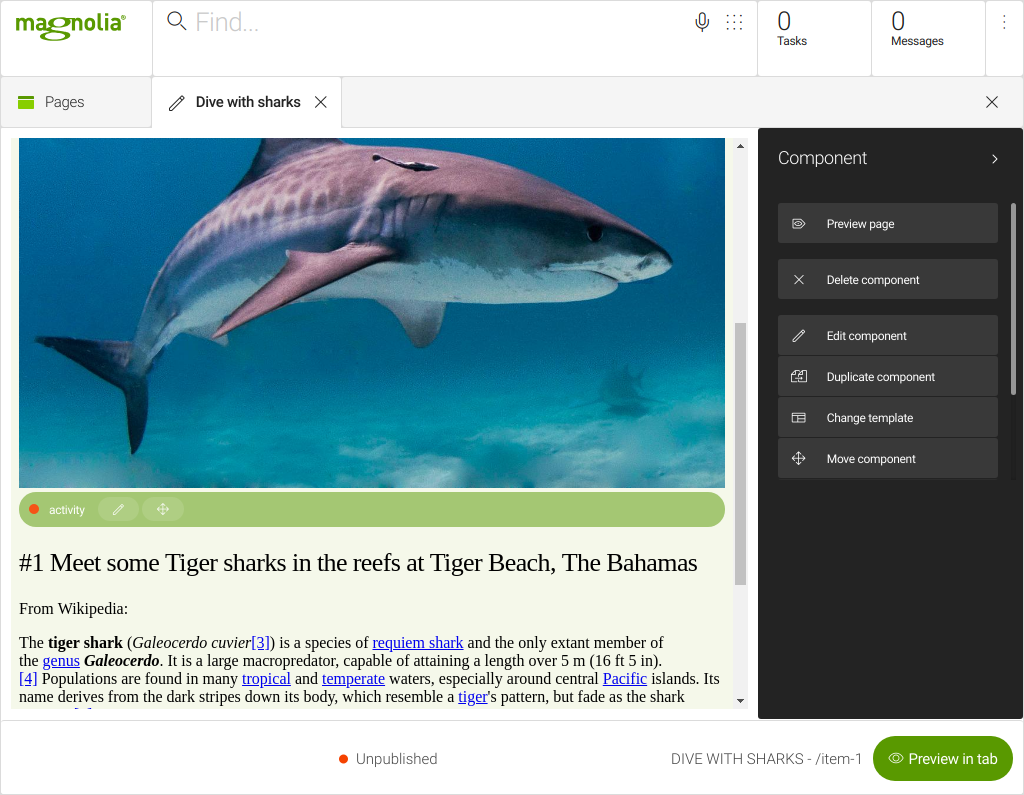 magnolia®
Find...
0
Tasks
0
Messages
Pages
Dive with sharks
Component
Preview page
Delete component
Edit component
Duplicate component
Change template
Move component
activity
#1 Meet some Tiger sharks in the reefs at Tiger Beach, The Bahamas
From Wikipedia:
The tiger shark (Galeocerdo cuvier[3]) is a species of requiem shark and the only extant member of
the genus Galeocerdo. It is a large macropredator, capable of attaining a length over 5 m (16 ft 5 in).
[4] Populations are found in many tropical and temperate waters, especially around central Pacific islands. Its
name derives from the dark stripes down its body, which resemble a tiger's pattern, but fade as the shark
Unpublished
DIVE WITH SHARKS - /item-1
Preview in tab